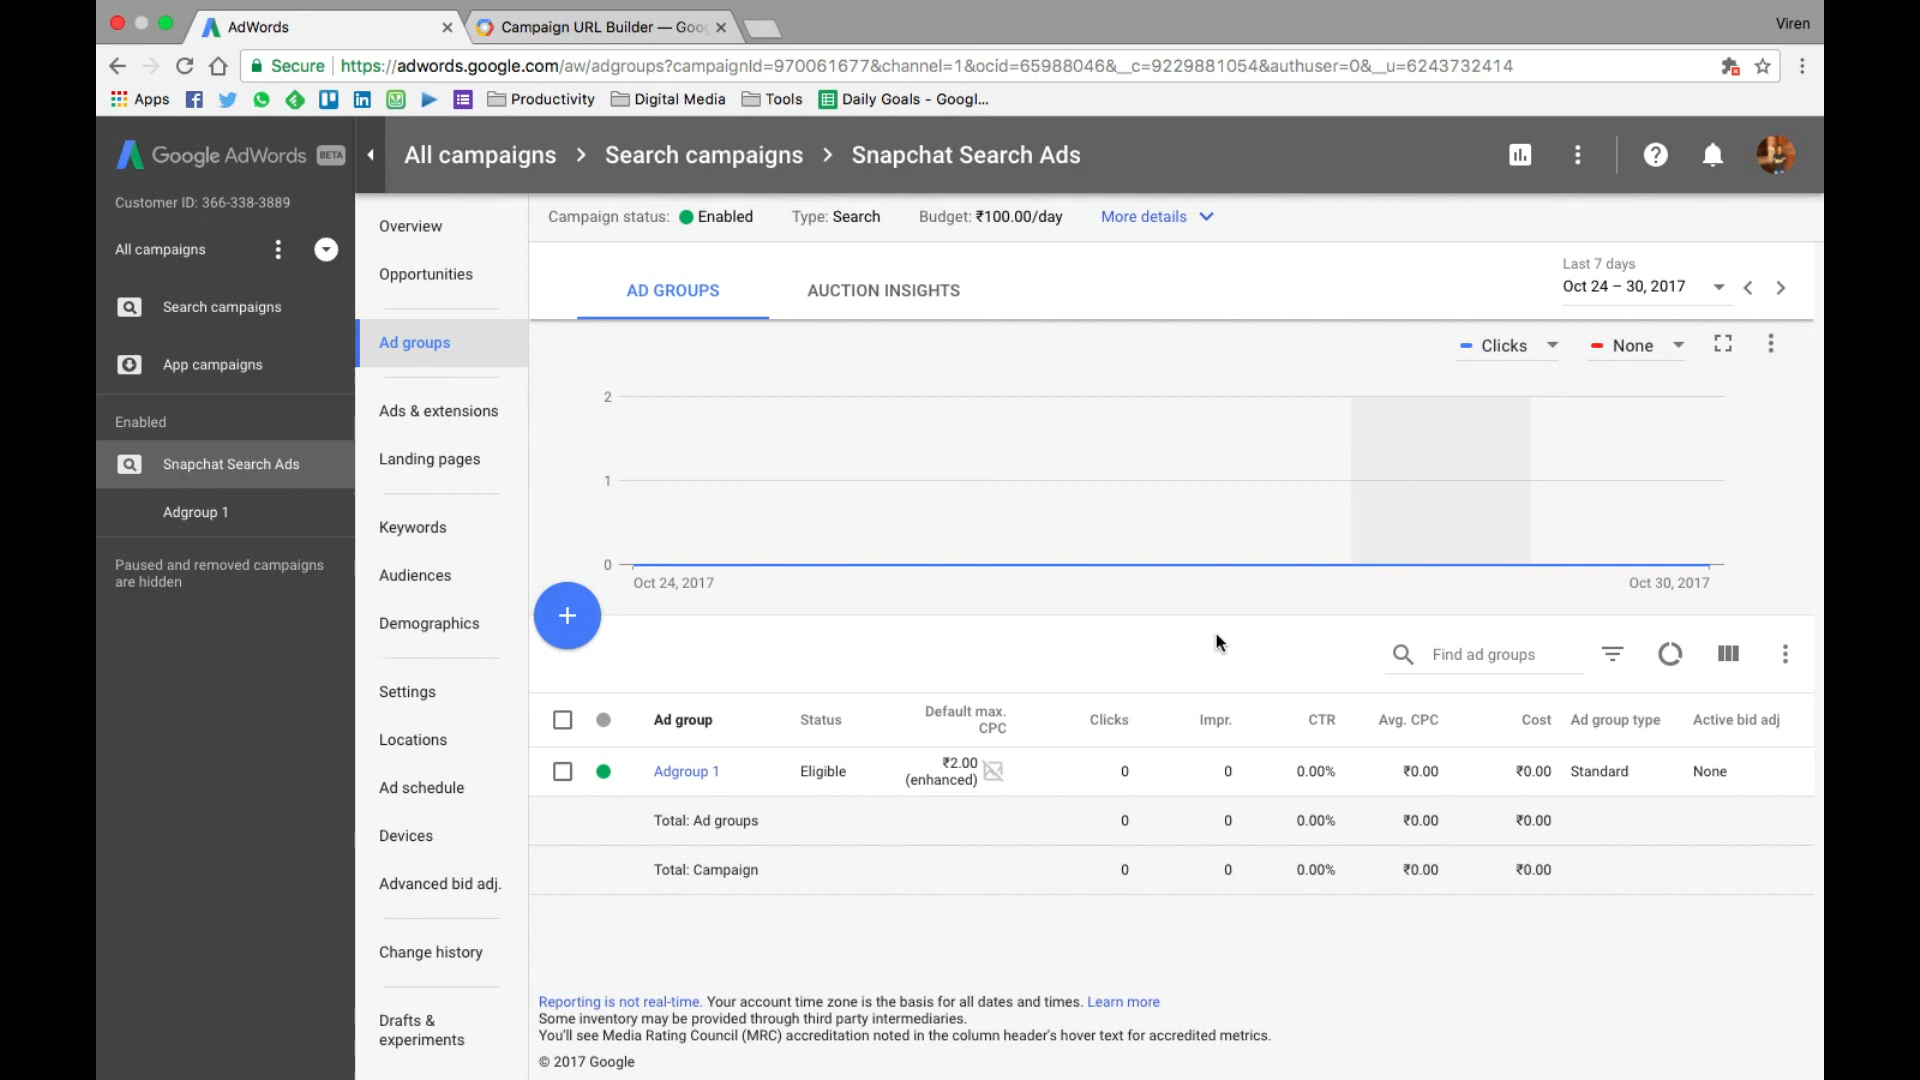 AdWords
Campaign URL Builder — Goo
Viren
Secure https://adwords.google.com/aw/adgroups?campaignId=970061677&channel=1&ocid=65988046&__c=9229881054&authuser=0&__u=6243732414
Apps
Productivity
Digital Media
Tools
Daily Goals - Googl...
Google AdWords BETA
All campaigns > Search campaigns > Snapchat Search Ads
Customer ID: 366-338-3889
All campaigns
Search campaigns
App campaigns
Enabled
Snapchat Search Ads
Adgroup 1
Paused and removed campaigns
are hidden
Overview
Opportunities
Ad groups
Ads & extensions
Landing pages
Keywords
Audiences
Demographics
Settings
Locations
Ad schedule
Devices
Advanced bid adj.
Change history
Drafts &
experiments
Campaign status: Enabled Type: Search Budget: ₹100.00/day More details
AD GROUPS
AUCTION INSIGHTS
Last 7 days
Oct 24 – 30, 2017
Clicks
None
2
1
0
Oct 24, 2017
Oct 30, 2017
Find ad groups
Ad group Status Default max. CPC Clicks Impr. CTR Avg. CPC Cost Ad group type Active bid adj
Adgroup 1 Eligible ₹2.00 (enhanced) 0 0 0.00% ₹0.00 ₹0.00 Standard None
Total: Ad groups 0 0 0.00% ₹0.00 ₹0.00
Total: Campaign 0 0 0.00% ₹0.00 ₹0.00
Reporting is not real-time. Your account time zone is the basis for all dates and times. Learn more
Some inventory may be provided through third party intermediaries.
You'll see Media Rating Council (MRC) accreditation noted in the column header's hover text for accredited metrics.
© 2017 Google